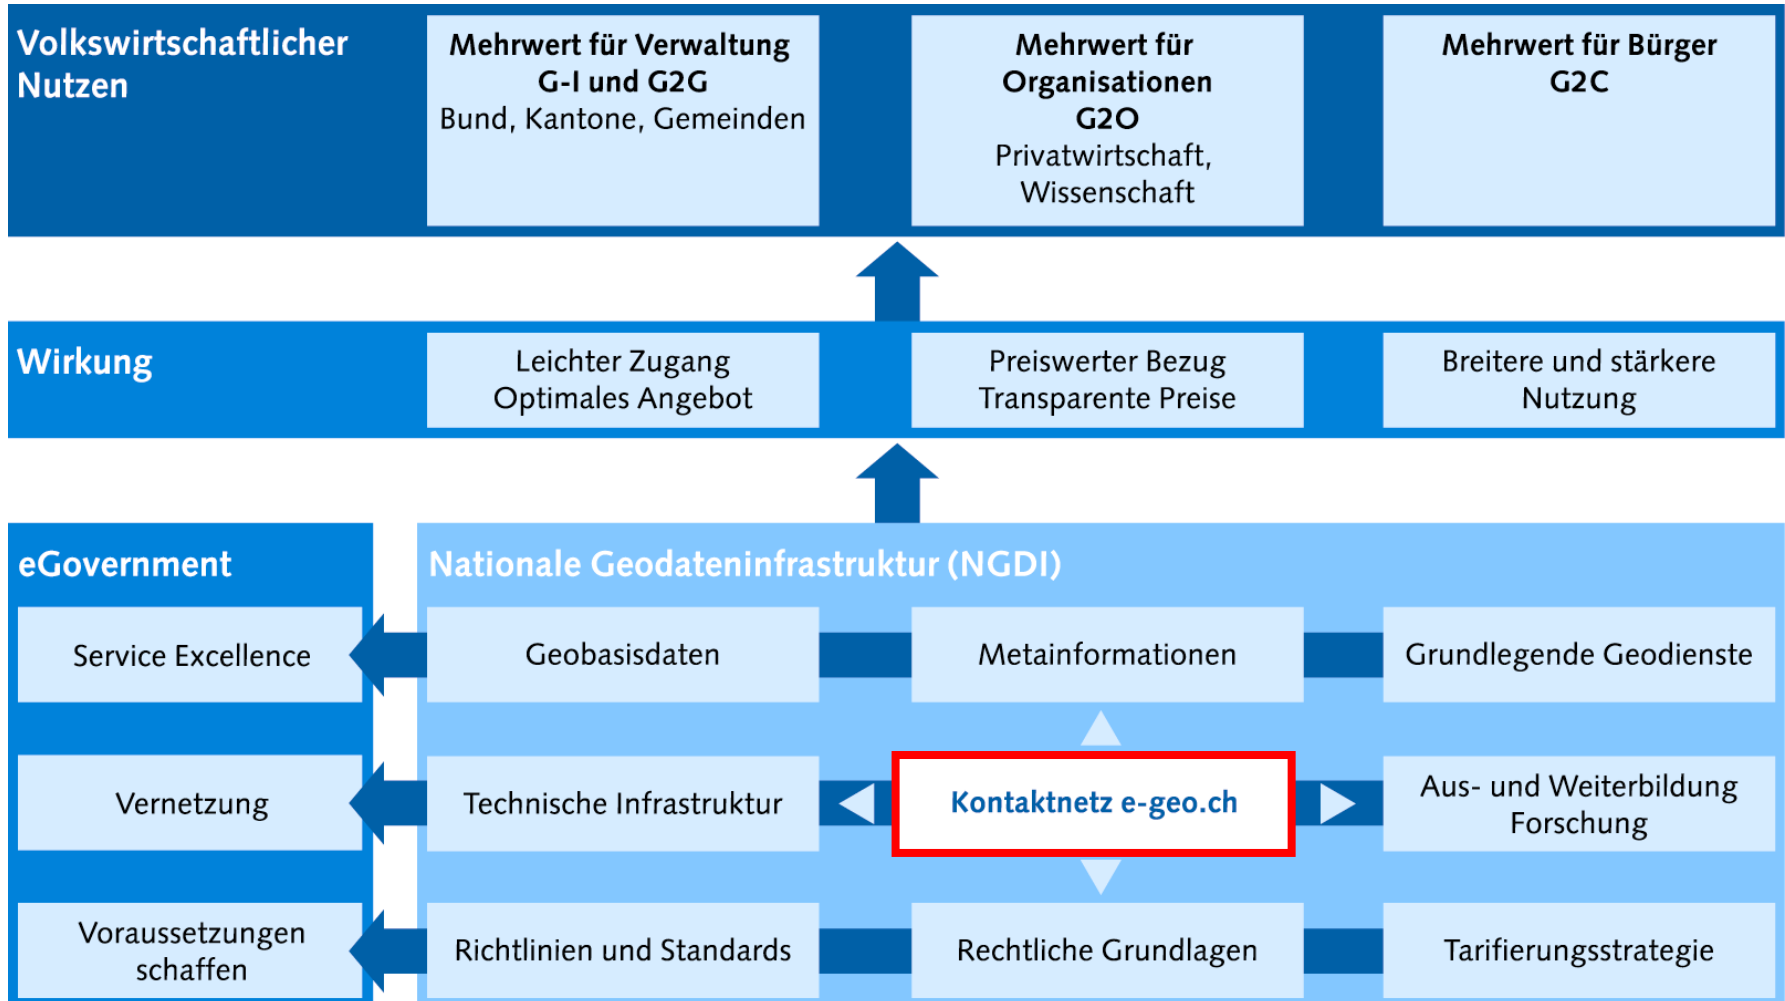 Volkswirtschaftlicher
Nutzen
Mehrwert für Verwaltung
G-I und G2G
Bund, Kantone, Gemeinden
Mehrwert für
Organisationen
G2O
Privatwirtschaft,
Wissenschaft
Mehrwert für Bürger
G2C
Wirkung
Leichter Zugang
Optimales Angebot
Preiswerter Bezug
Transparente Preise
Breitere und stärkere
Nutzung
eGovernment
Service Excellence
Vernetzung
Voraussetzungen
schaffen
Nationale Geodateninfrastruktur (NGDI)
Geobasisdaten
Metainformationen
Grundlegende Geodienste
Technische Infrastruktur
Kontaktnetz e-geo.ch
Aus- und Weiterbildung
Forschung
Richtlinien und Standards
Rechtliche Grundlagen
Tarifierungsstrategie